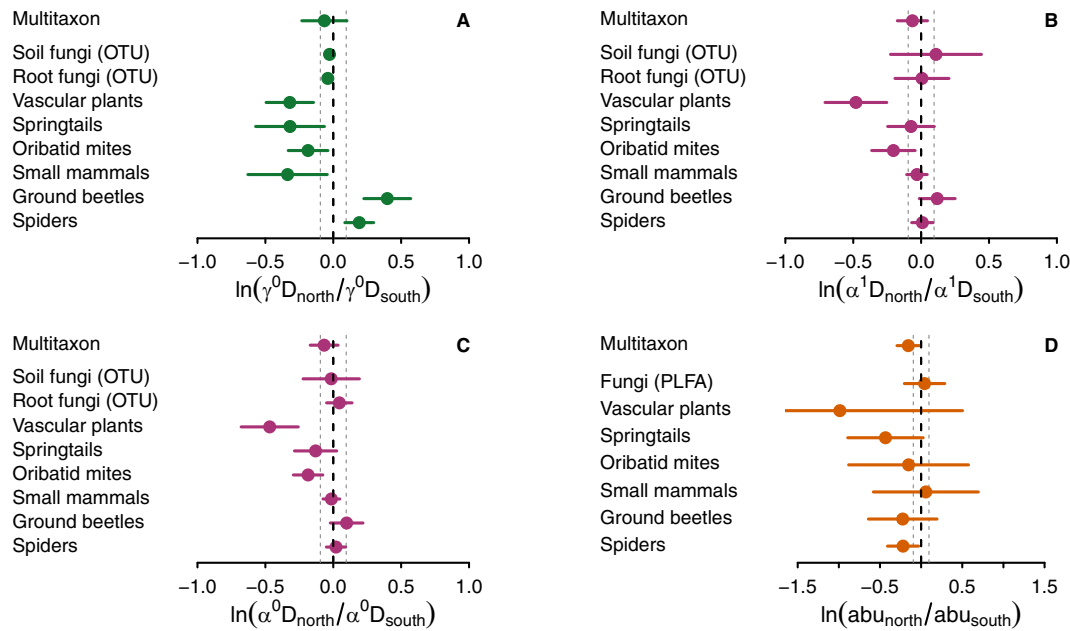 Multitaxon
A
Soil fungi (OTU)
Root fungi (OTU)
Vascular plants
Springtails
Oribatid mites
Small mammals
Ground beetles
Spiders
−1.0 −0.5 0.0 0.5 1.0
ln(γ⁰D_north/γ⁰D_south)
Multitaxon
B
Soil fungi (OTU)
Root fungi (OTU)
Vascular plants
Springtails
Oribatid mites
Small mammals
Ground beetles
Spiders
−1.0 −0.5 0.0 0.5 1.0
ln(α¹D_north/α¹D_south)
Multitaxon
C
Soil fungi (OTU)
Root fungi (OTU)
Vascular plants
Springtails
Oribatid mites
Small mammals
Ground beetles
Spiders
−1.0 −0.5 0.0 0.5 1.0
ln(α⁰D_north/α⁰D_south)
Multitaxon
D
Fungi (PLFA)
Vascular plants
Springtails
Oribatid mites
Small mammals
Ground beetles
Spiders
−1.5 −0.5 0.5 1.5
ln(abu_north/abu_south)